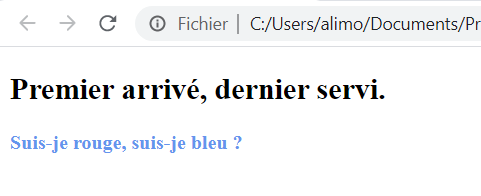 Fichier | C:/Users/alimo/Documents/Pr
Premier arrivé, dernier servi.
Suis-je rouge, suis-je bleu ?